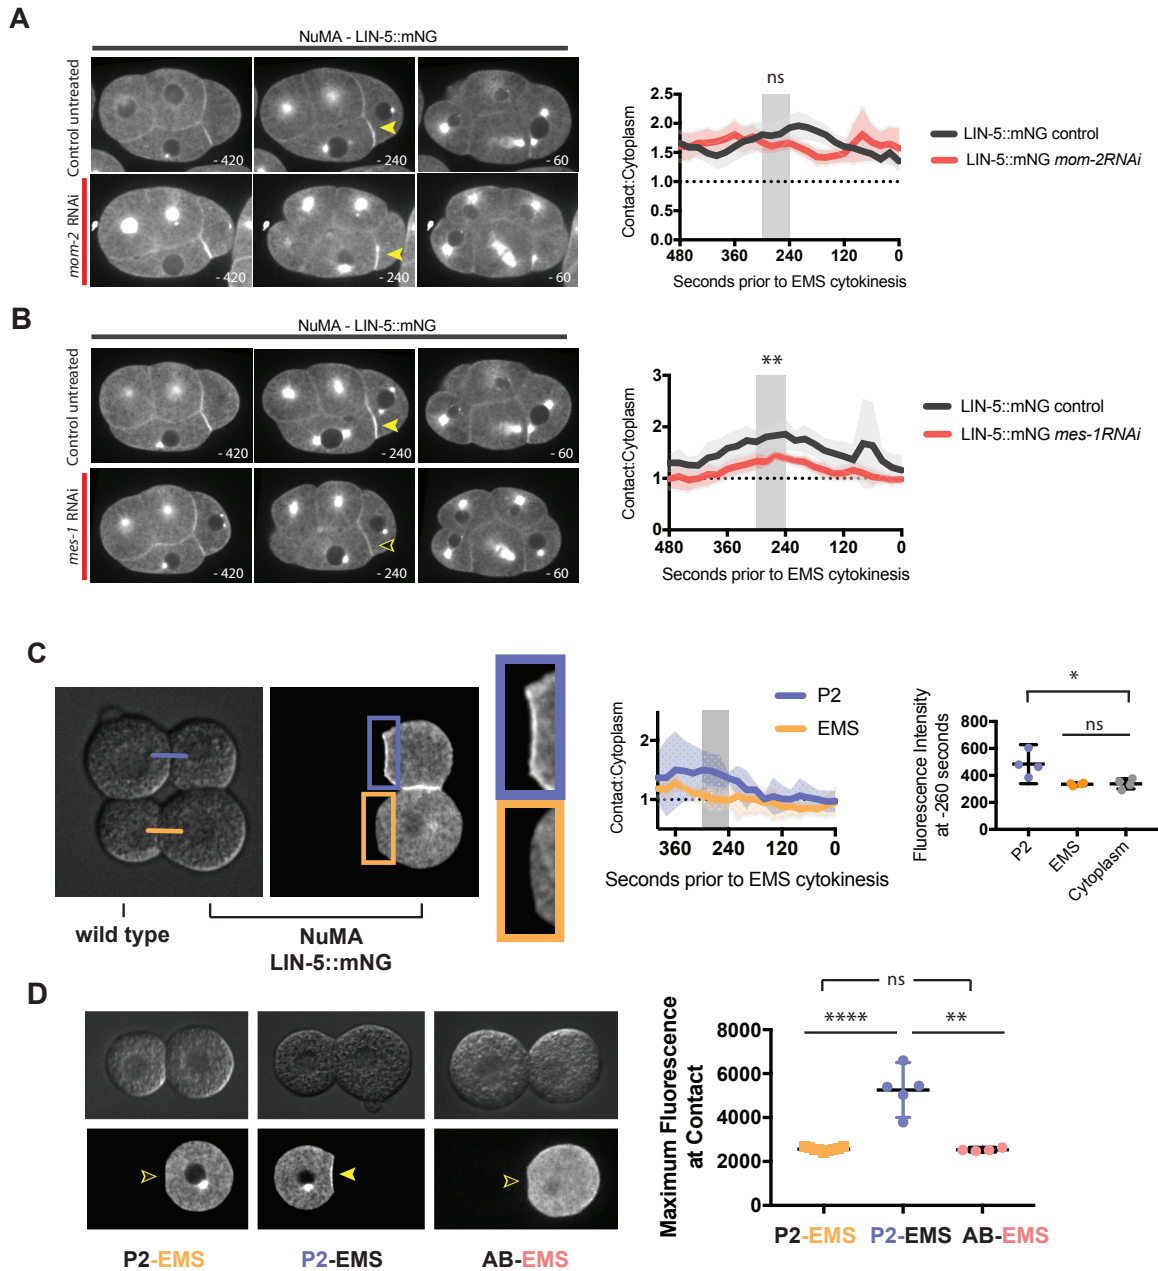 A
NuMA - LIN-5::mNG
Control untreated
- 420
- 240
- 60
mom-2 RNAi
- 420
- 240
- 60
ns
Contact:Cytoplasm
2.5
2.0
1.5
1.0
0.5
0.0
480 360 240 120 0
Seconds prior to EMS cytokinesis
LIN-5::mNG control
LIN-5::mNG mom-2RNAi
B
NuMA - LIN-5::mNG
Control untreated
- 420
- 240
- 60
mes-1 RNAi
- 420
- 240
- 60
**
Contact:Cytoplasm
3
2
1
0
480 360 240 120 0
Seconds prior to EMS cytokinesis
LIN-5::mNG control
LIN-5::mNG mes-1RNAi
C
wild type
NuMA
LIN-5::mNG
P2
EMS
Contact:Cytoplasm
2
1
360 240 120 0
Seconds prior to EMS cytokinesis
*
ns
Fluorescence Intensity
at -260 seconds
800
600
400
200
0
P2
EMS
Cytoplasm
D
P2-EMS
P2-EMS
AB-EMS
ns
****
**
Maximum Fluorescence
at Contact
8000
6000
4000
2000
0
P2-EMS P2-EMS AB-EMS